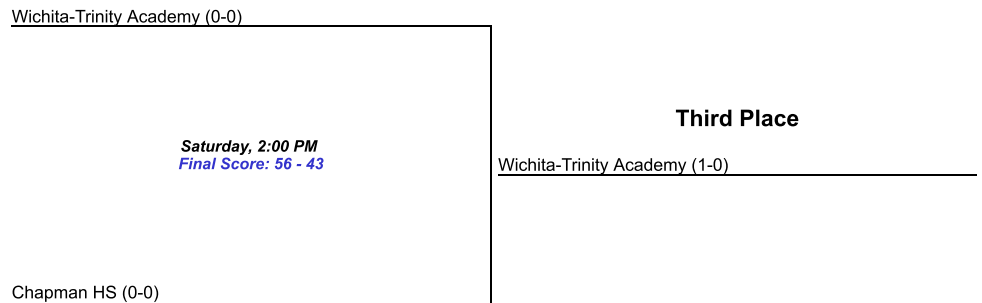 Wichita-Trinity Academy (0-0)
Third Place
Saturday, 2:00 PM
Final Score: 56 - 43
Wichita-Trinity Academy (1-0)
Chapman HS (0-0)